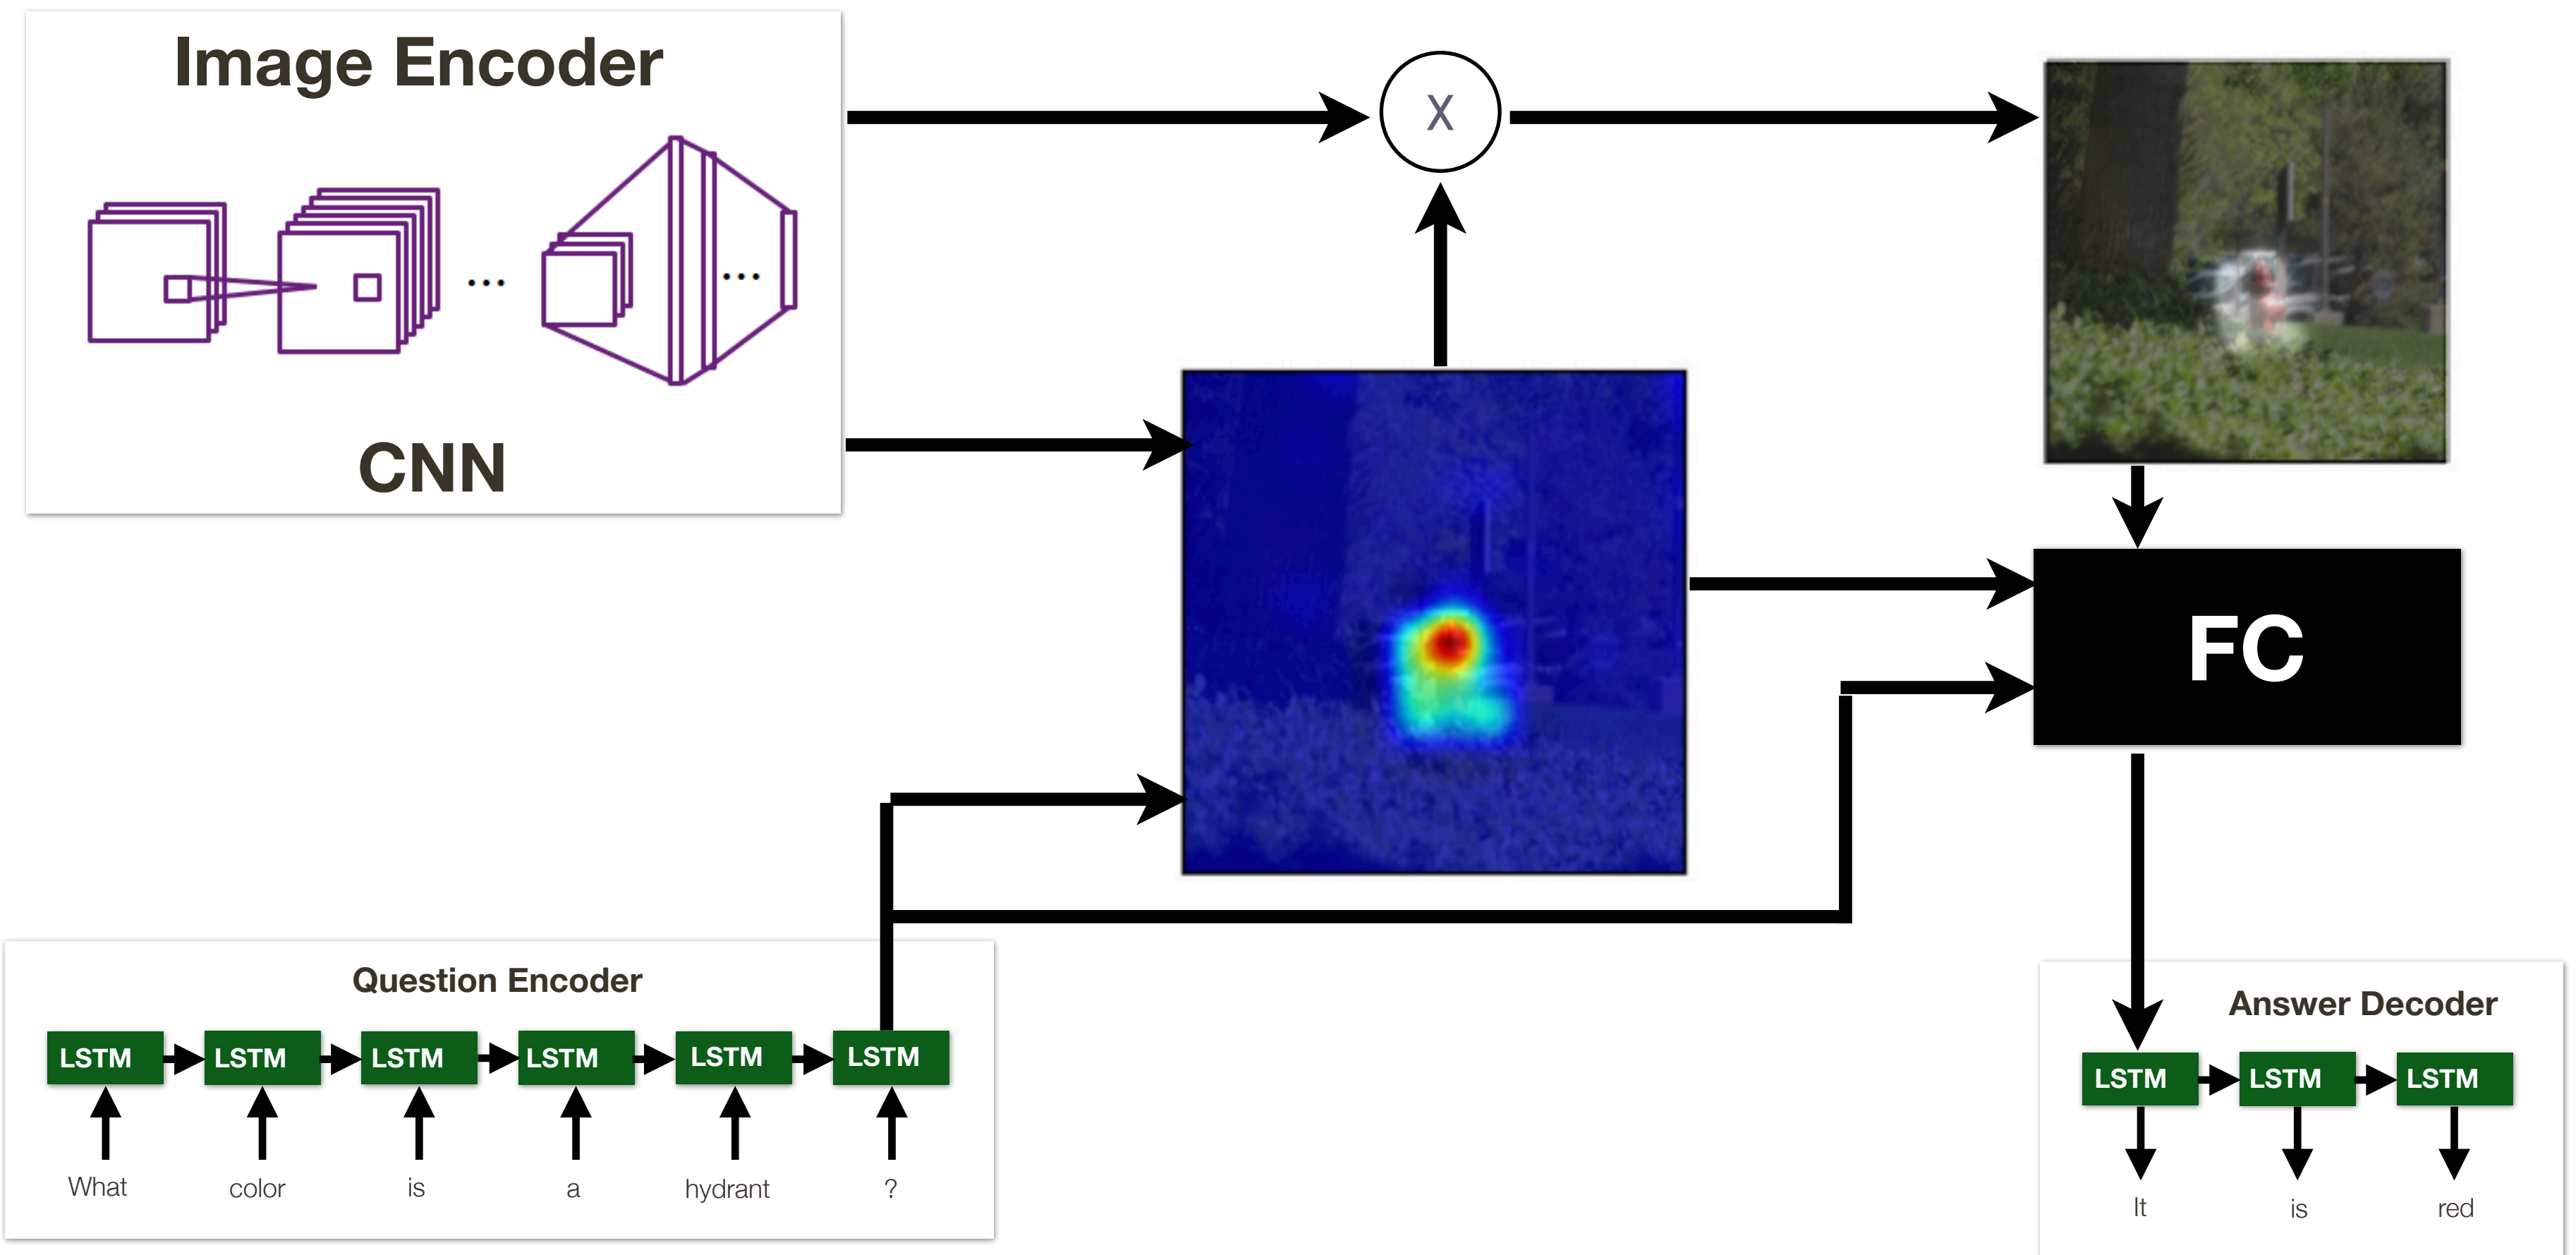 Image Encoder
...
...
CNN
X
FC
Question Encoder
LSTM LSTM LSTM LSTM LSTM LSTM
What color is a hydrant ?
Answer Decoder
LSTM LSTM LSTM
It is red